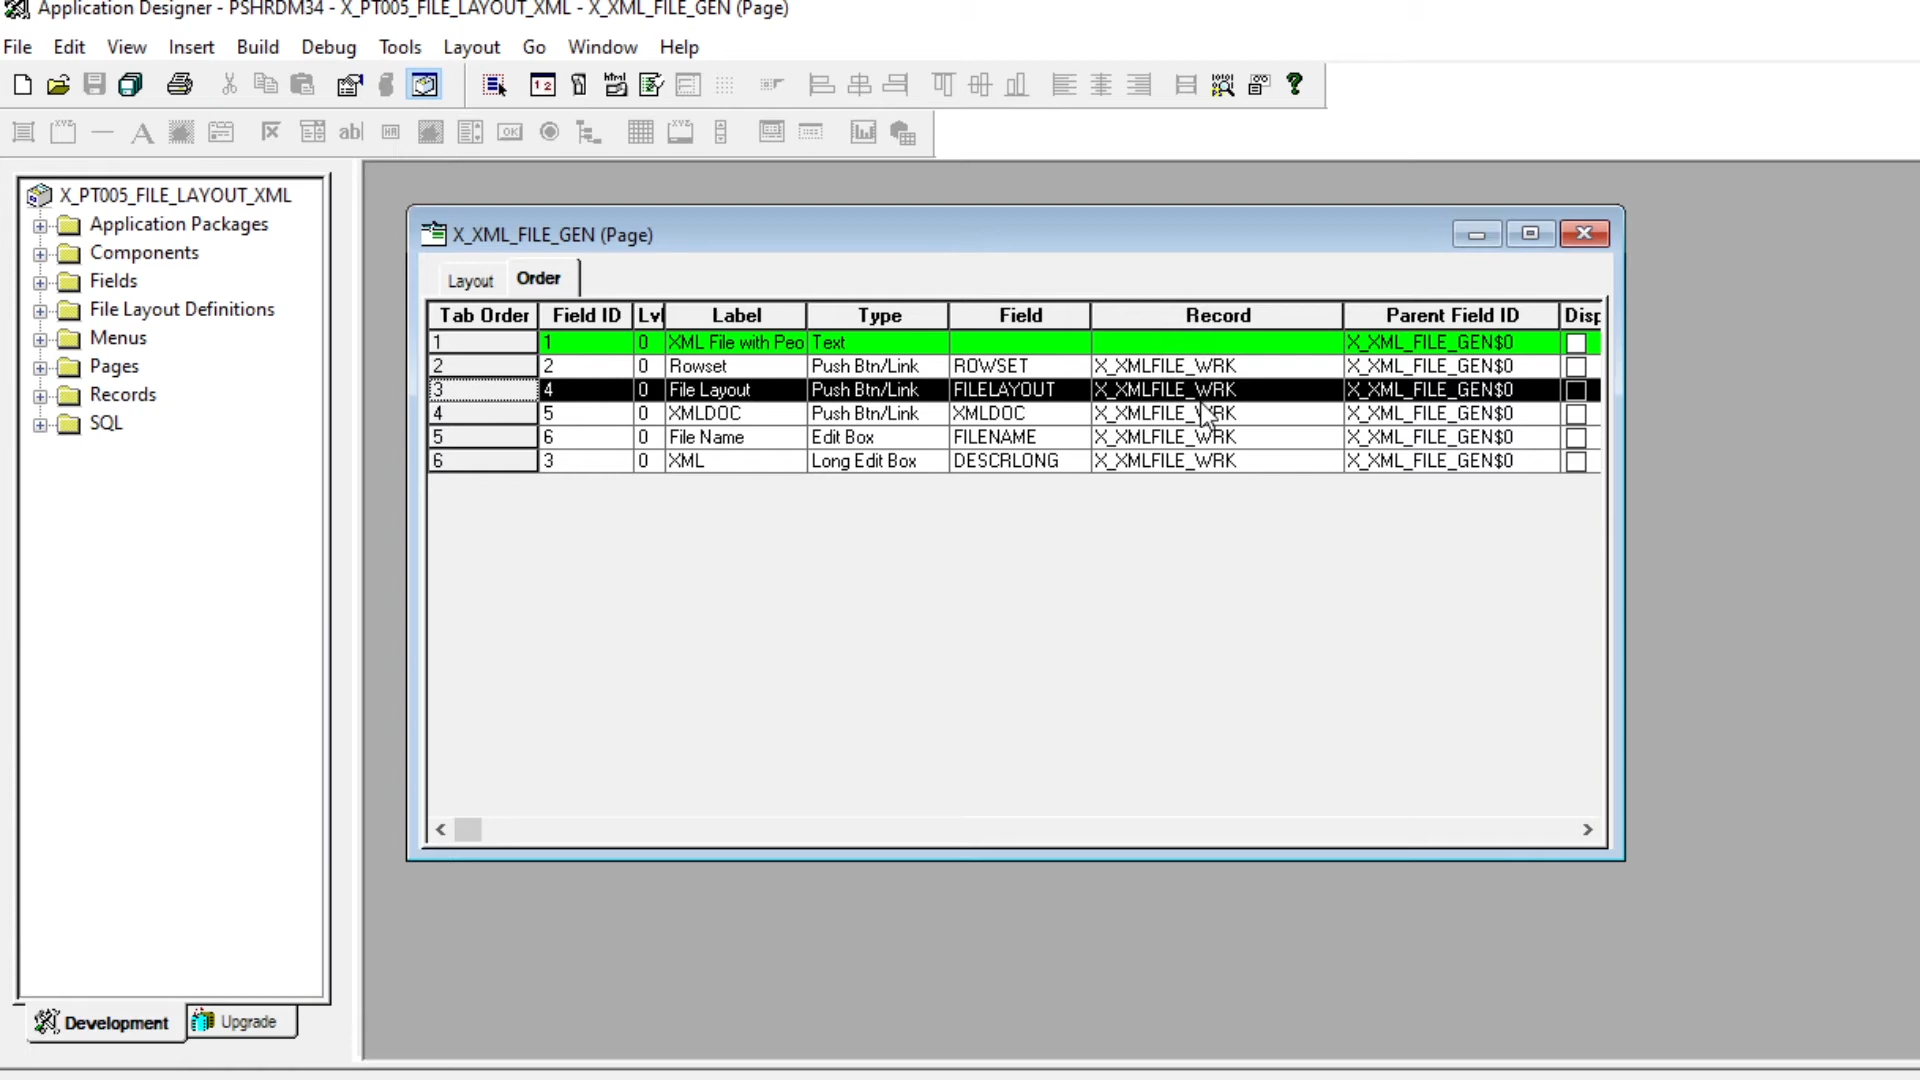 Application Designer - PSHRDM34 - X_PT005_FILE_LAYOUT_XML - X_XML_FILE_GEN (Page)
File Edit View Insert Build Debug Tools Layout Go Window Help
X_PT005_FILE_LAYOUT_XML
Application Packages
Components
Fields
File Layout Definitions
Menus
Pages
Records
SQL
Development Upgrade
X_XML_FILE_GEN (Page)
Layout Order
Tab Order Field ID Lvl Label Type Field Record Parent Field ID Disp
1 1 0 XML File with Peo Text X_XML_FILE_GEN$0
2 2 0 Rowset Push Btn/Link ROWSET X_XMLFILE_WRK X_XML_FILE_GEN$0
3 4 0 File Layout Push Btn/Link FILELAYOUT X_XMLFILE_WRK X_XML_FILE_GEN$0
4 5 0 XMLDOC Push Btn/Link XMLDOC X_XMLFILE_WRK X_XML_FILE_GEN$0
5 6 0 File Name Edit Box FILENAME X_XMLFILE_WRK X_XML_FILE_GEN$0
6 3 0 XML Long Edit Box DESCRLONG X_XMLFILE_WRK X_XML_FILE_GEN$0